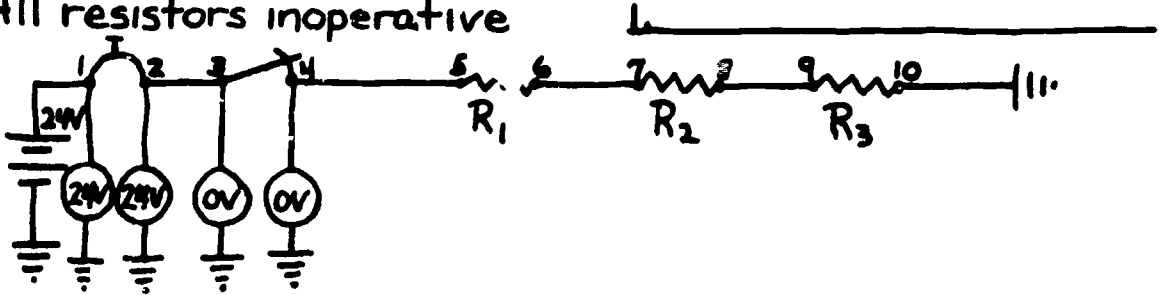 All resistors inoperative
1.
1 2 3 4 5 6 7 8 9 10
24V
R₁ R₂ R₃
24V 24V 0V 0V